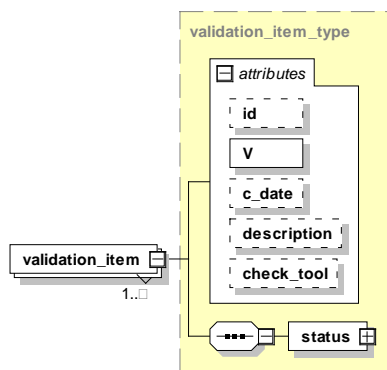 validation_item_type
attributes
id
V
c_date
description
check_tool
validation_item
1..□
status